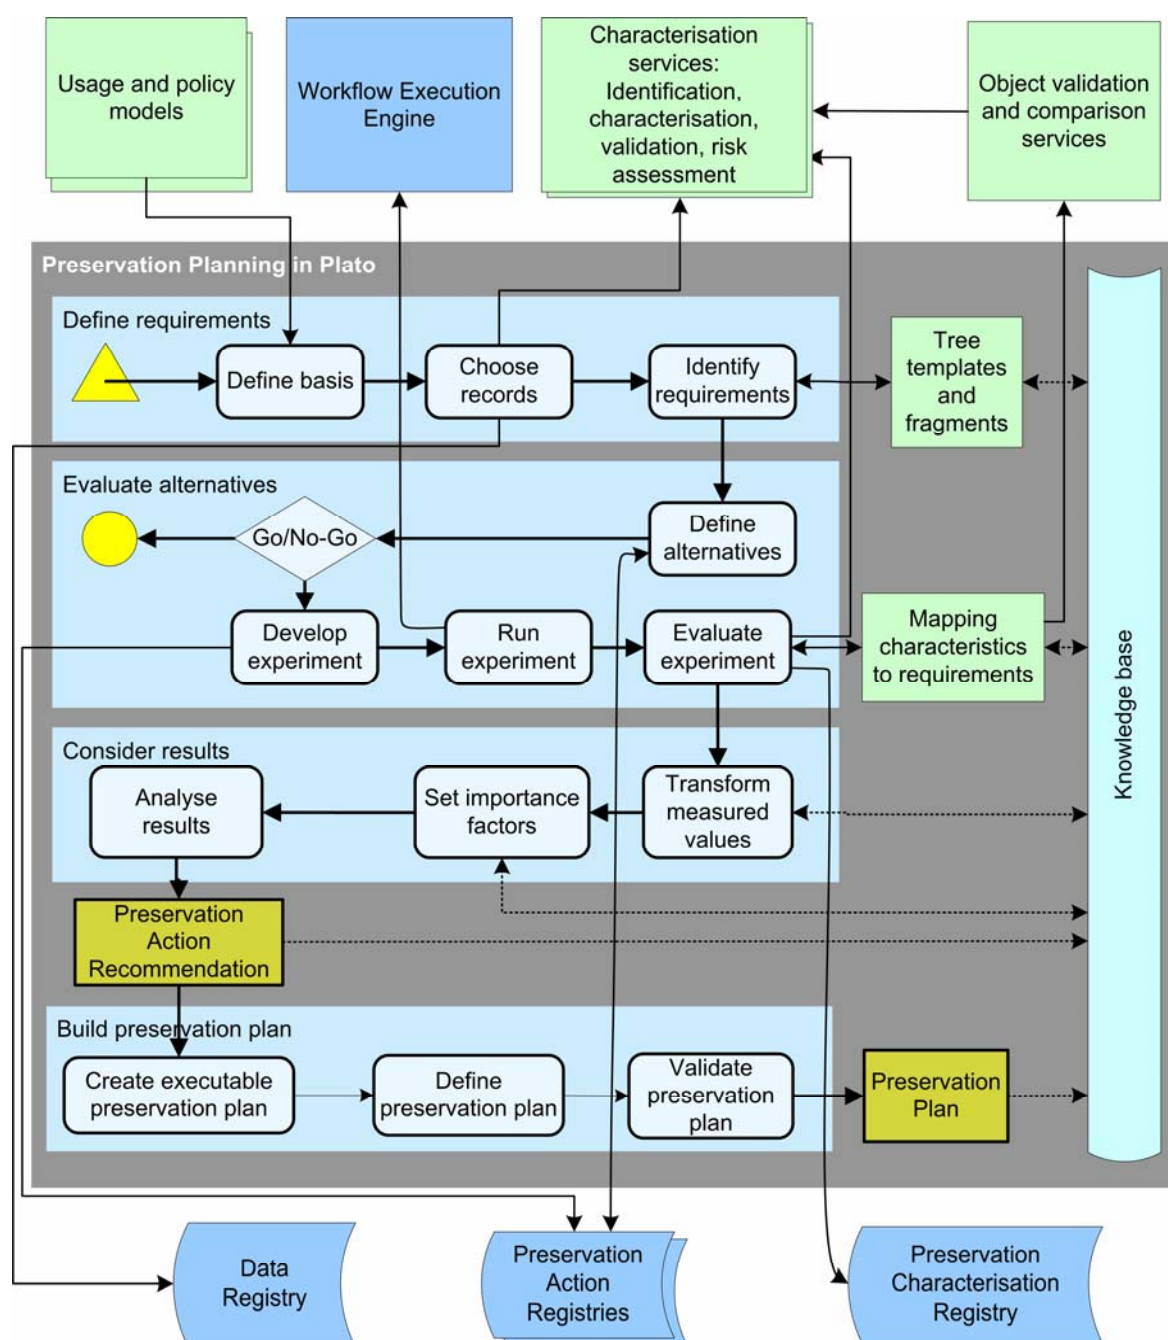 Usage and policy
models
Workflow Execution
Engine
Characterisation
services:
Identification,
characterisation,
validation, risk
assessment
Object validation
and comparison
services
Preservation Planning in Plato
Define requirements
Define basis
Choose
records
Identify
requirements
Tree
templates
and
fragments
Evaluate alternatives
Go/No-Go
Define
alternatives
Develop
experiment
Run
experiment
Evaluate
experiment
Mapping
characteristics
to requirements
Knowledge base
Consider results
Analyse
results
Set importance
factors
Transform
measured
values
Preservation
Action
Recommendation
Build preservation plan
Create executable
preservation plan
Define
preservation plan
Validate
preservation
plan
Preservation
Plan
Data
Registry
Preservation
Action
Registries
Preservation
Characterisation
Registry